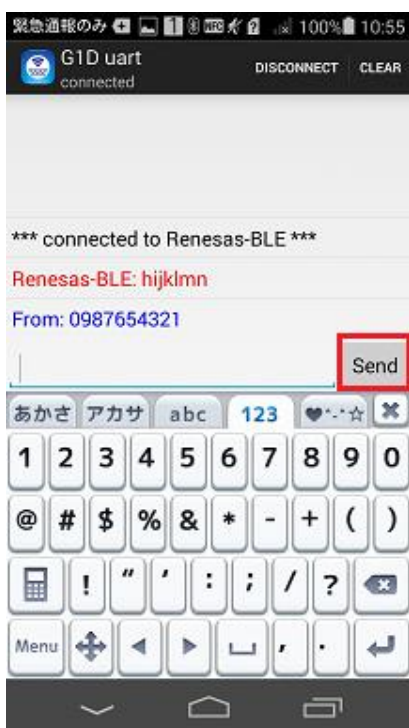 緊急通報のみ 100% 10:55
G1D uart
connected
DISCONNECT CLEAR
*** connected to Renesas-BLE ***
Renesas-BLE: hijklmn
From: 0987654321
Send
あかさ アカサ abc 123 ♥*-*☆ ✖
1 2 3 4 5 6 7 8 9 0
@ # $ % & * - + ( )
! " ' : ; / ?
Menu , .